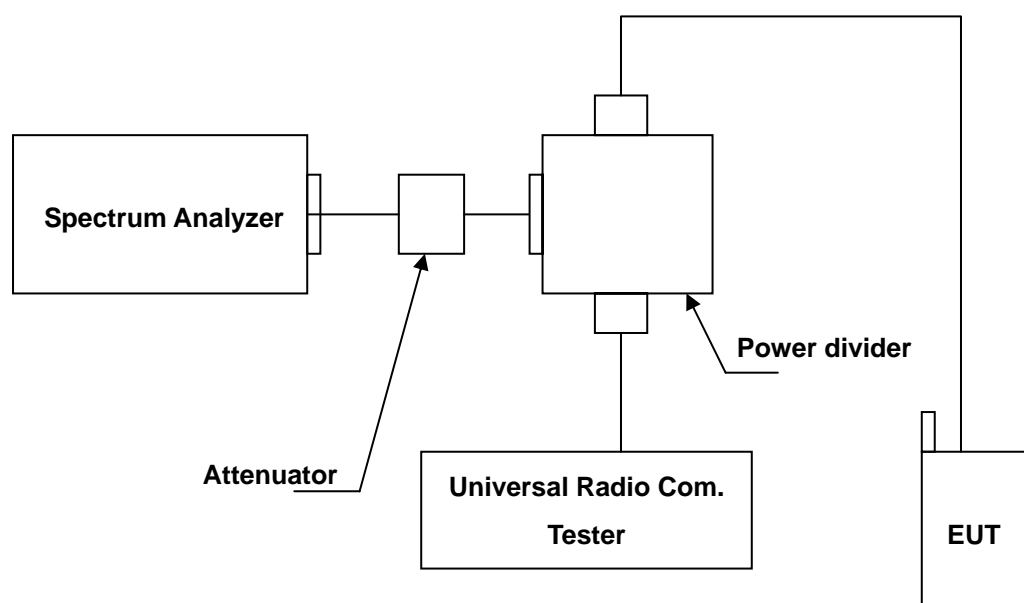 Spectrum Analyzer
Power divider
Attenuator
Universal Radio Com.
Tester
EUT